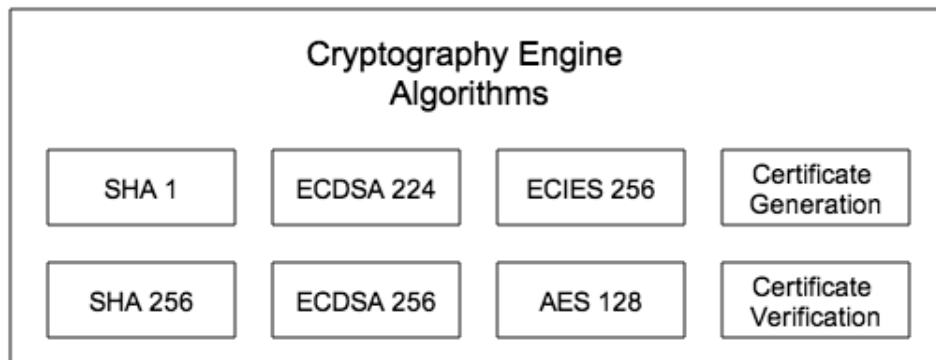 Cryptography Engine
Algorithms
SHA 1
ECDSA 224
ECIES 256
Certificate
Generation
SHA 256
ECDSA 256
AES 128
Certificate
Verification